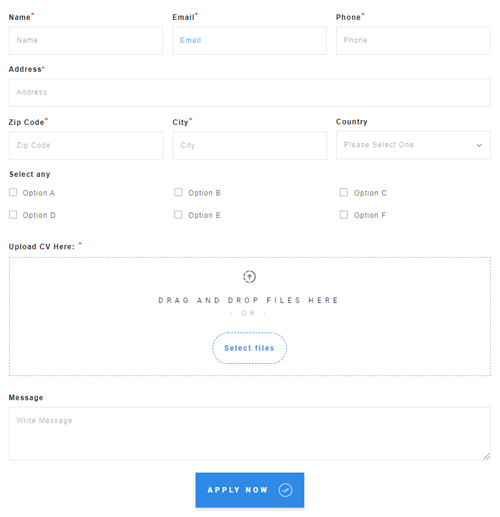 Name* Email* Phone*
Name Email Phone
Address*
Address
Zip Code* City* Country
Zip Code City Please Select One
Select any
Option A Option B Option C
Option D Option E Option F
Upload CV Here: *
DRAG AND DROP FILES HERE
- OR -
Select files
Message
Write Message
APPLY NOW